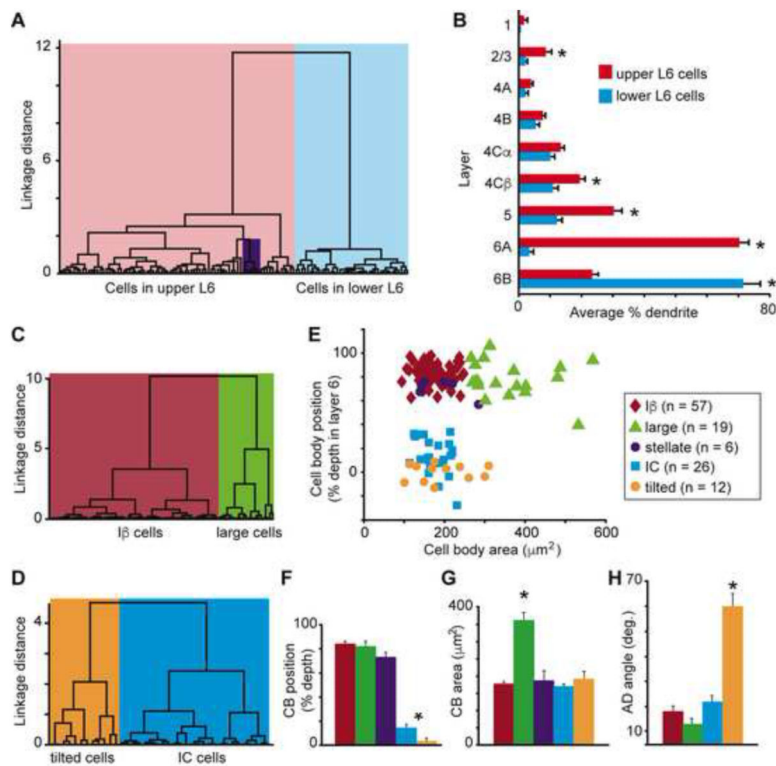 A
12
6
0
Linkage distance
Cells in upper L6
Cells in lower L6
B
1
2/3
4A
4B
4Cα
4Cβ
5
6A
6B
Layer
*
*
*
*
*
upper L6 cells
lower L6 cells
0
80
Average % dendrite
C
10
5
0
Linkage distance
Iβ cells
large cells
E
100
0
Cell body position
(% depth in layer 6)
0
200
400
600
Cell body area (μm²)
Iβ (n = 57)
large (n = 19)
stellate (n = 6)
IC (n = 26)
tilted (n = 12)
D
4
2
0
Linkage distance
tilted cells
IC cells
F
100
0
CB position
(% depth)
*
G
400
0
CB area (μm²)
*
H
70
10
AD angle (deg.)
*